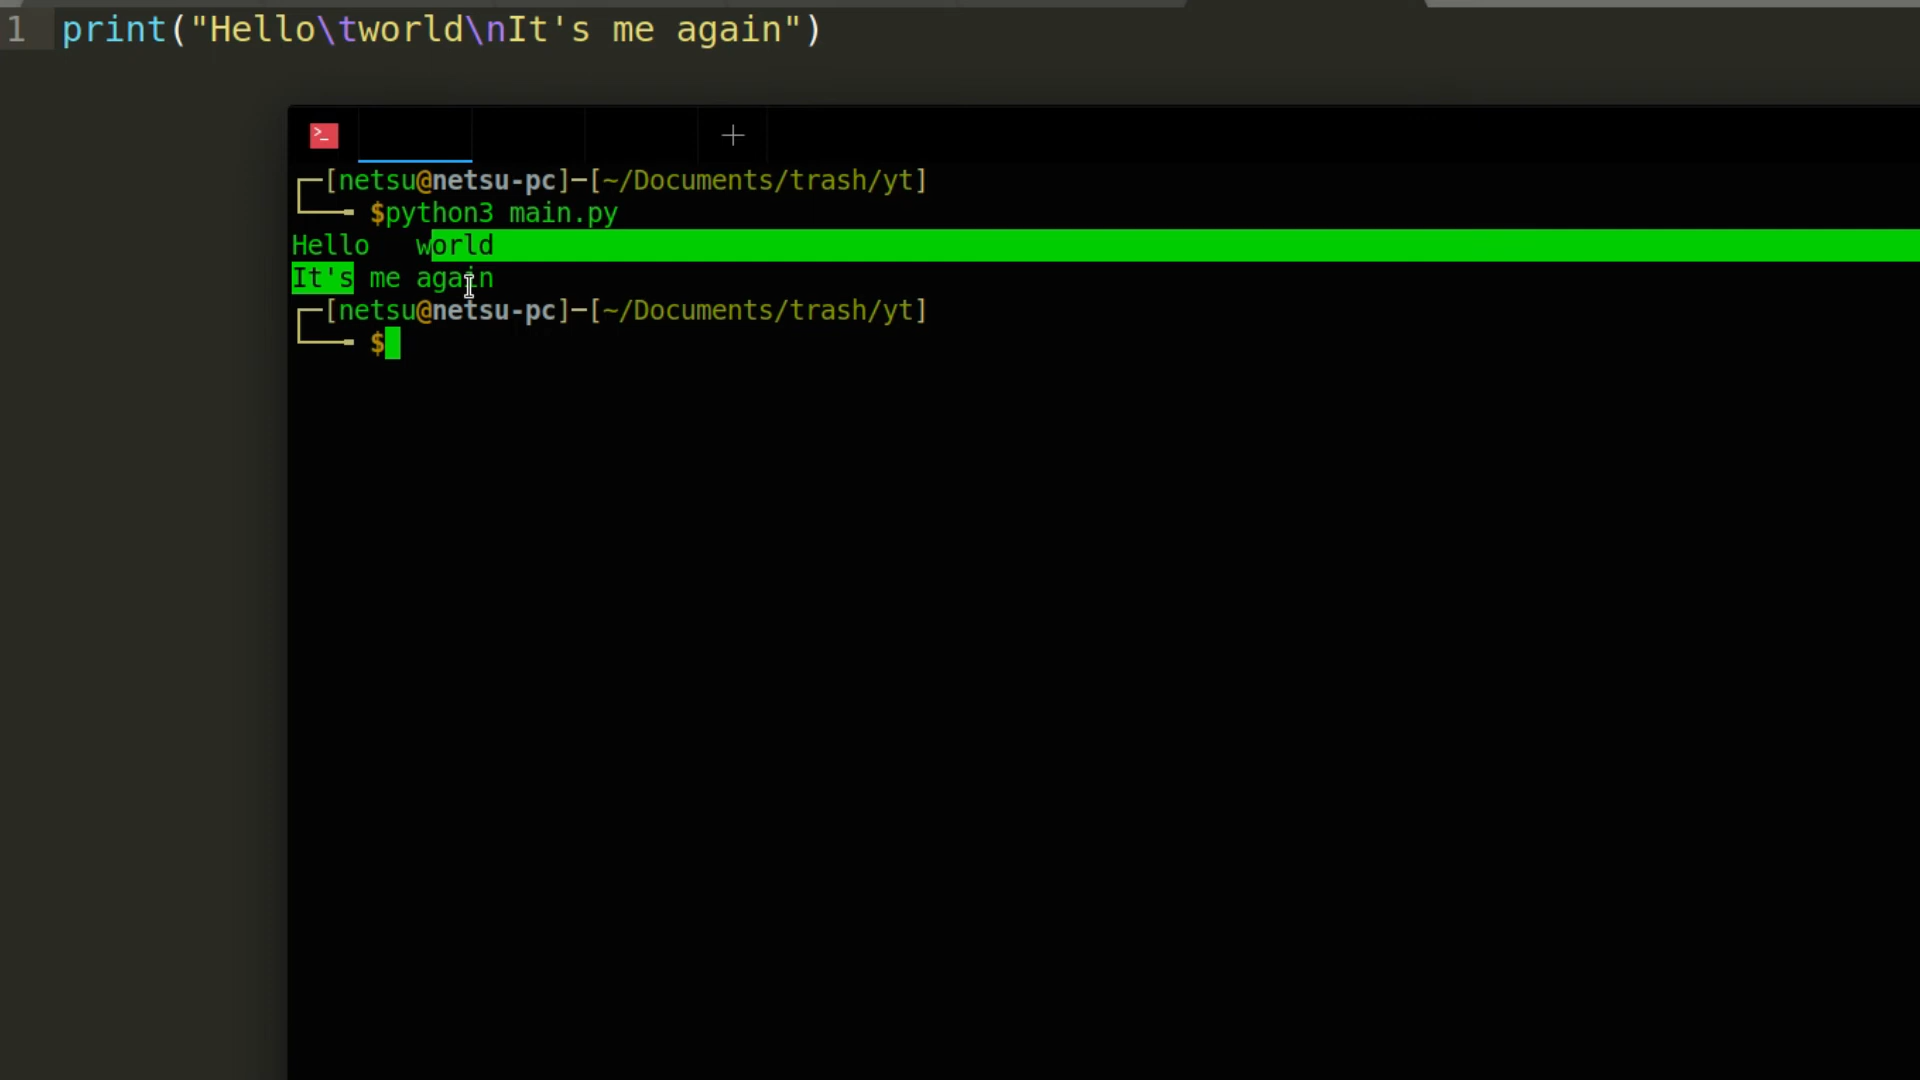 1 print("Hello\tworld\nIt's me again")
┌─[netsu@netsu-pc]─[~/Documents/trash/yt]
└──╼ $python3 main.py
Hello	world
It's me again
┌─[netsu@netsu-pc]─[~/Documents/trash/yt]
└──╼ $